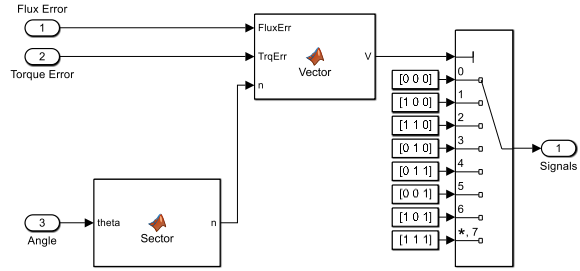 Flux Error
1
2
Torque Error
FluxErr
TrqErr
n
V
Vector
[0 0 0]
[1 0 0]
[1 1 0]
[0 1 0]
[0 1 1]
[0 0 1]
[1 0 1]
[1 1 1]
0
1
2
3
4
5
6
*, 7
1
Signals
3
Angle
theta
n
Sector